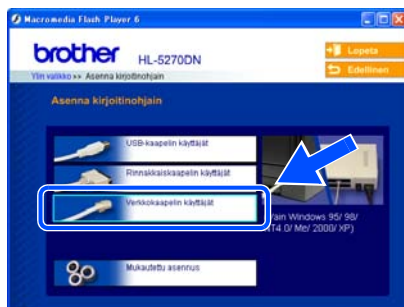 Macromedia Flash Player 6
brother HL-5270DN
Lopeta
Edellinen
Ylin valikko >> Asenna kirjoitinohjain
Asenna kirjoitinohjain
USB-kaapelin käyttäjät
Rinnakkaiskaapelin käyttäjät
Verkkokaapelin käyttäjät
Vain Windows 95/ 98/
NT4.0/ Me/ 2000/ XP)
Mukautettu asennus